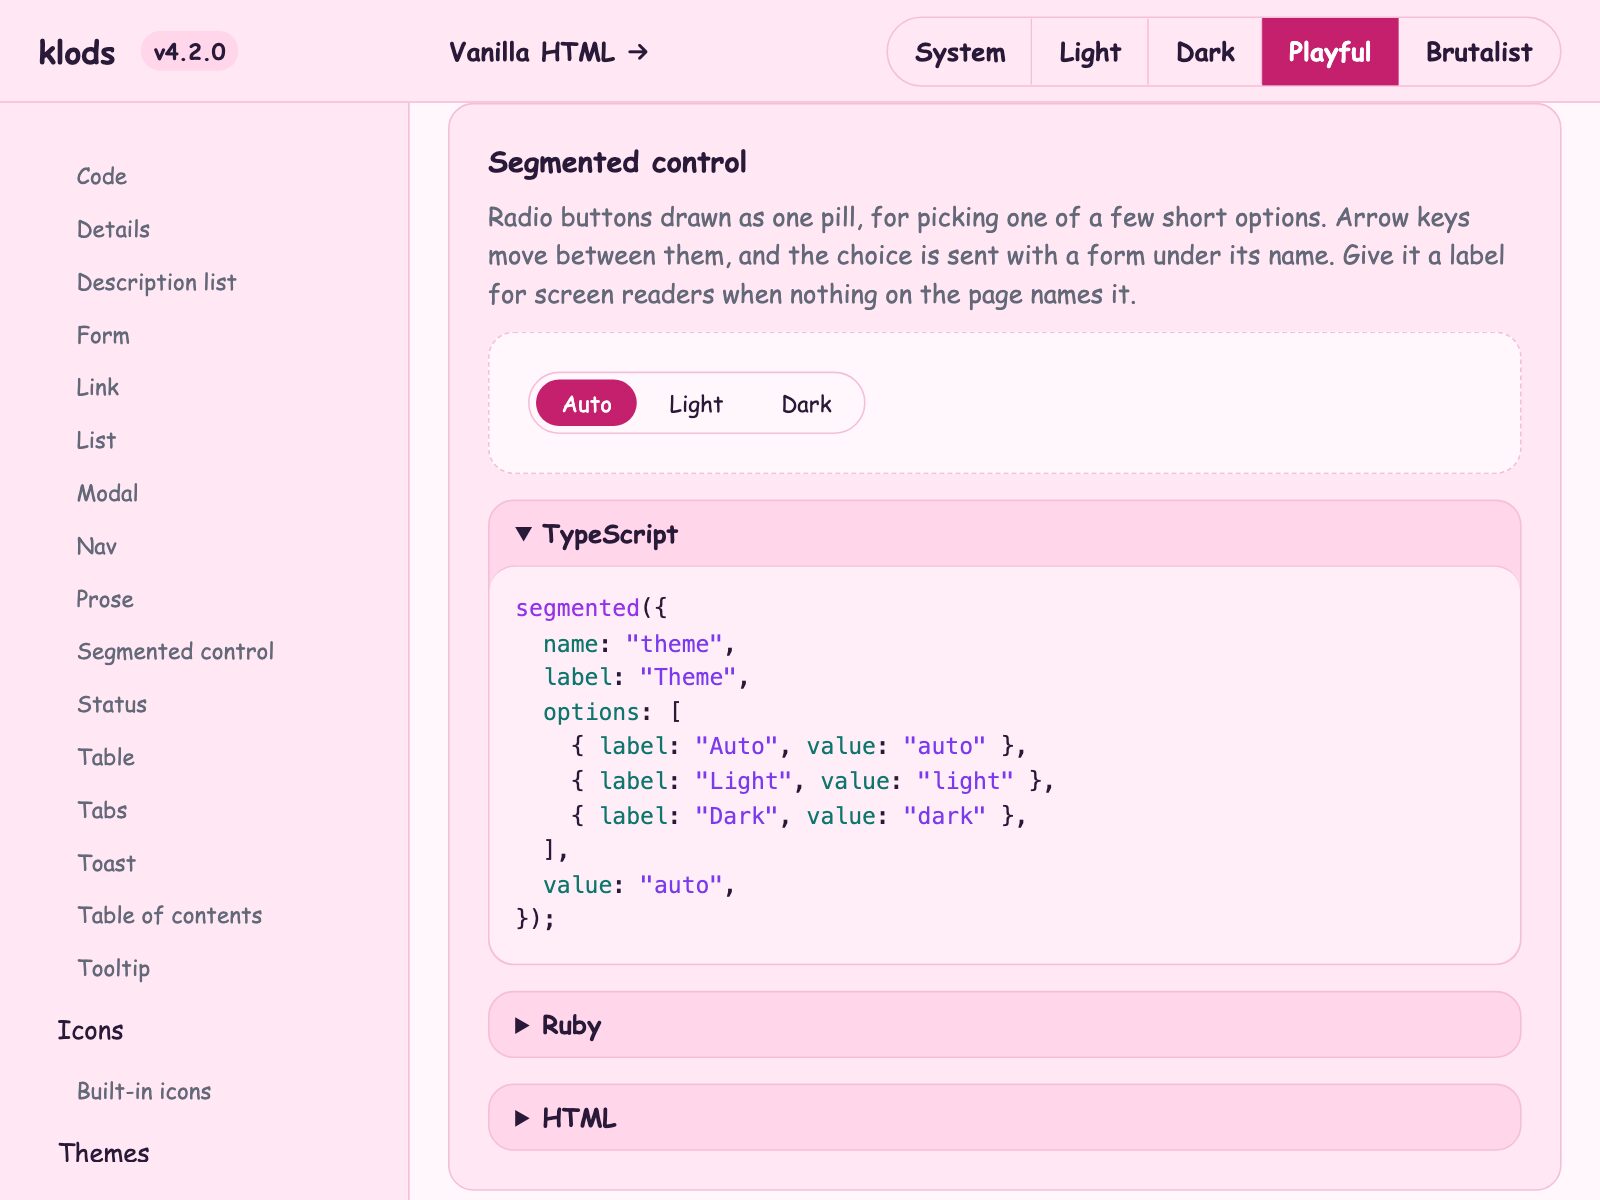 klods v4.2.0
Vanilla HTML →
System Light Dark Playful Brutalist
Code
Details
Description list
Form
Link
List
Modal
Nav
Prose
Segmented control
Status
Table
Tabs
Toast
Table of contents
Tooltip
Icons
Built-in icons
Themes
Segmented control
Radio buttons drawn as one pill, for picking one of a few short options. Arrow keys
move between them, and the choice is sent with a form under its name. Give it a label
for screen readers when nothing on the page names it.
Auto Light Dark
▼ TypeScript
segmented({
  name: "theme",
  label: "Theme",
  options: [
    { label: "Auto", value: "auto" },
    { label: "Light", value: "light" },
    { label: "Dark", value: "dark" },
  ],
  value: "auto",
});
▶ Ruby
▶ HTML